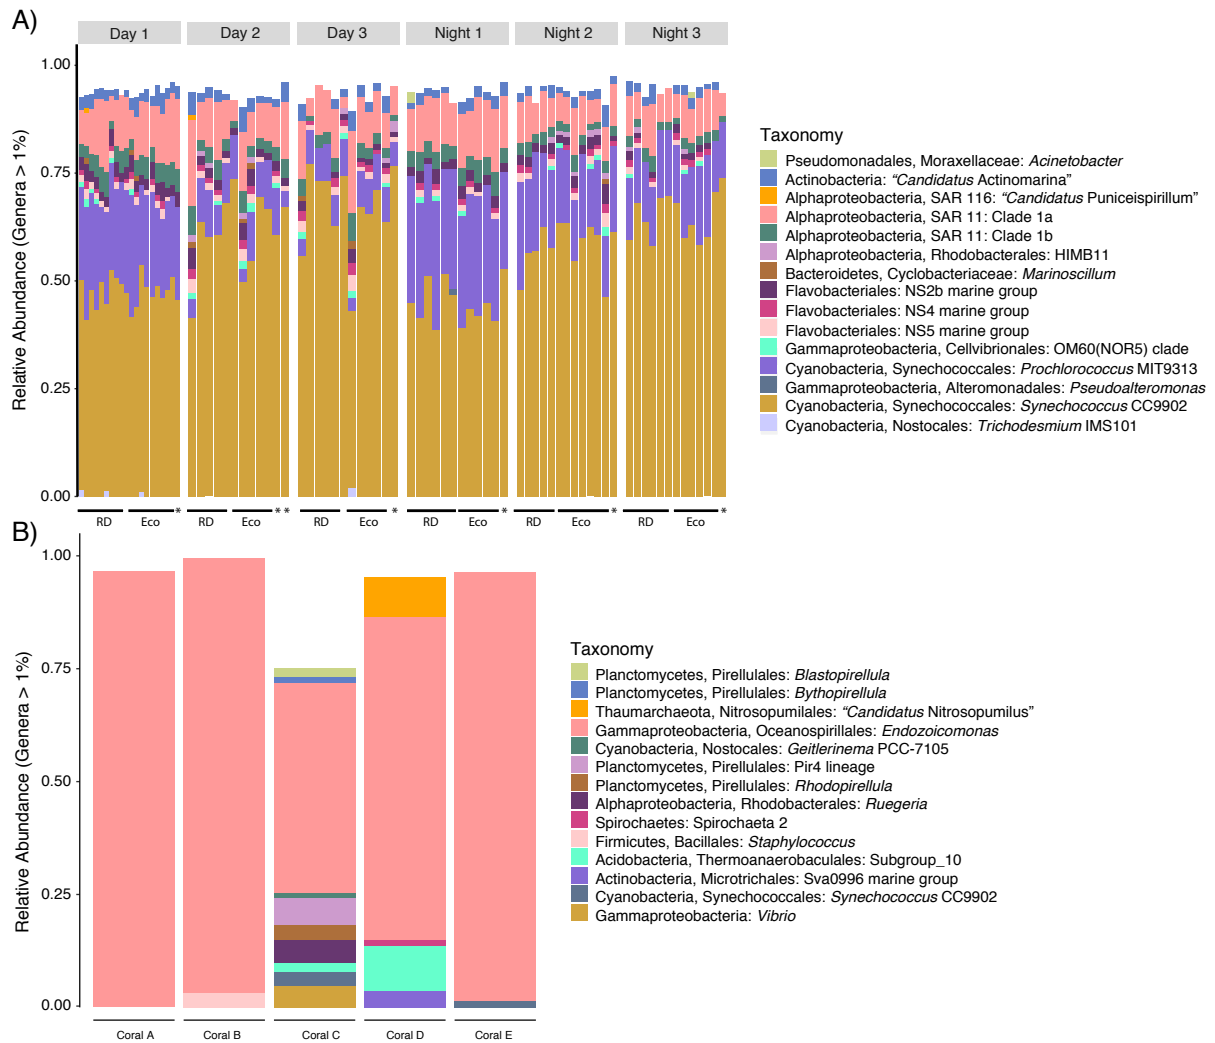 A)
Day 1
Day 2
Day 3
Night 1
Night 2
Night 3
Relative Abundance (Genera > 1%)
1.00
0.75
0.50
0.25
0.00
RD
Eco
*
RD
Eco
* *
RD
Eco
*
RD
Eco
*
RD
Eco
*
RD
Eco
*
Taxonomy
Pseudomonadales, Moraxellaceae: Acinetobacter
Actinobacteria: “Candidatus Actinomarina”
Alphaproteobacteria, SAR 116: “Candidatus Puniceispirillum”
Alphaproteobacteria, SAR 11: Clade 1a
Alphaproteobacteria, SAR 11: Clade 1b
Alphaproteobacteria, Rhodobacterales: HIMB11
Bacteroidetes, Cyclobacteriaceae: Marinoscillum
Flavobacteriales: NS2b marine group
Flavobacteriales: NS4 marine group
Flavobacteriales: NS5 marine group
Gammaproteobacteria, Cellvibrionales: OM60(NOR5) clade
Cyanobacteria, Synechococcales: Prochlorococcus MIT9313
Gammaproteobacteria, Alteromonadales: Pseudoalteromonas
Cyanobacteria, Synechococcales: Synechococcus CC9902
Cyanobacteria, Nostocales: Trichodesmium IMS101
B)
Relative Abundance (Genera > 1%)
1.00
0.75
0.50
0.25
0.00
Coral A
Coral B
Coral C
Coral D
Coral E
Taxonomy
Planctomycetes, Pirellulales: Blastopirellula
Planctomycetes, Pirellulales: Bythopirellula
Thaumarchaeota, Nitrosopumilales: “Candidatus Nitrosopumilus”
Gammaproteobacteria, Oceanospirillales: Endozoicomonas
Cyanobacteria, Nostocales: Geitlerinema PCC-7105
Planctomycetes, Pirellulales: Pir4 lineage
Planctomycetes, Pirellulales: Rhodopirellula
Alphaproteobacteria, Rhodobacterales: Ruegeria
Spirochaetes: Spirochaeta 2
Firmicutes, Bacillales: Staphylococcus
Acidobacteria, Thermoanaerobaculales: Subgroup_10
Actinobacteria, Microtrichales: Sva0996 marine group
Cyanobacteria, Synechococcales: Synechococcus CC9902
Gammaproteobacteria: Vibrio